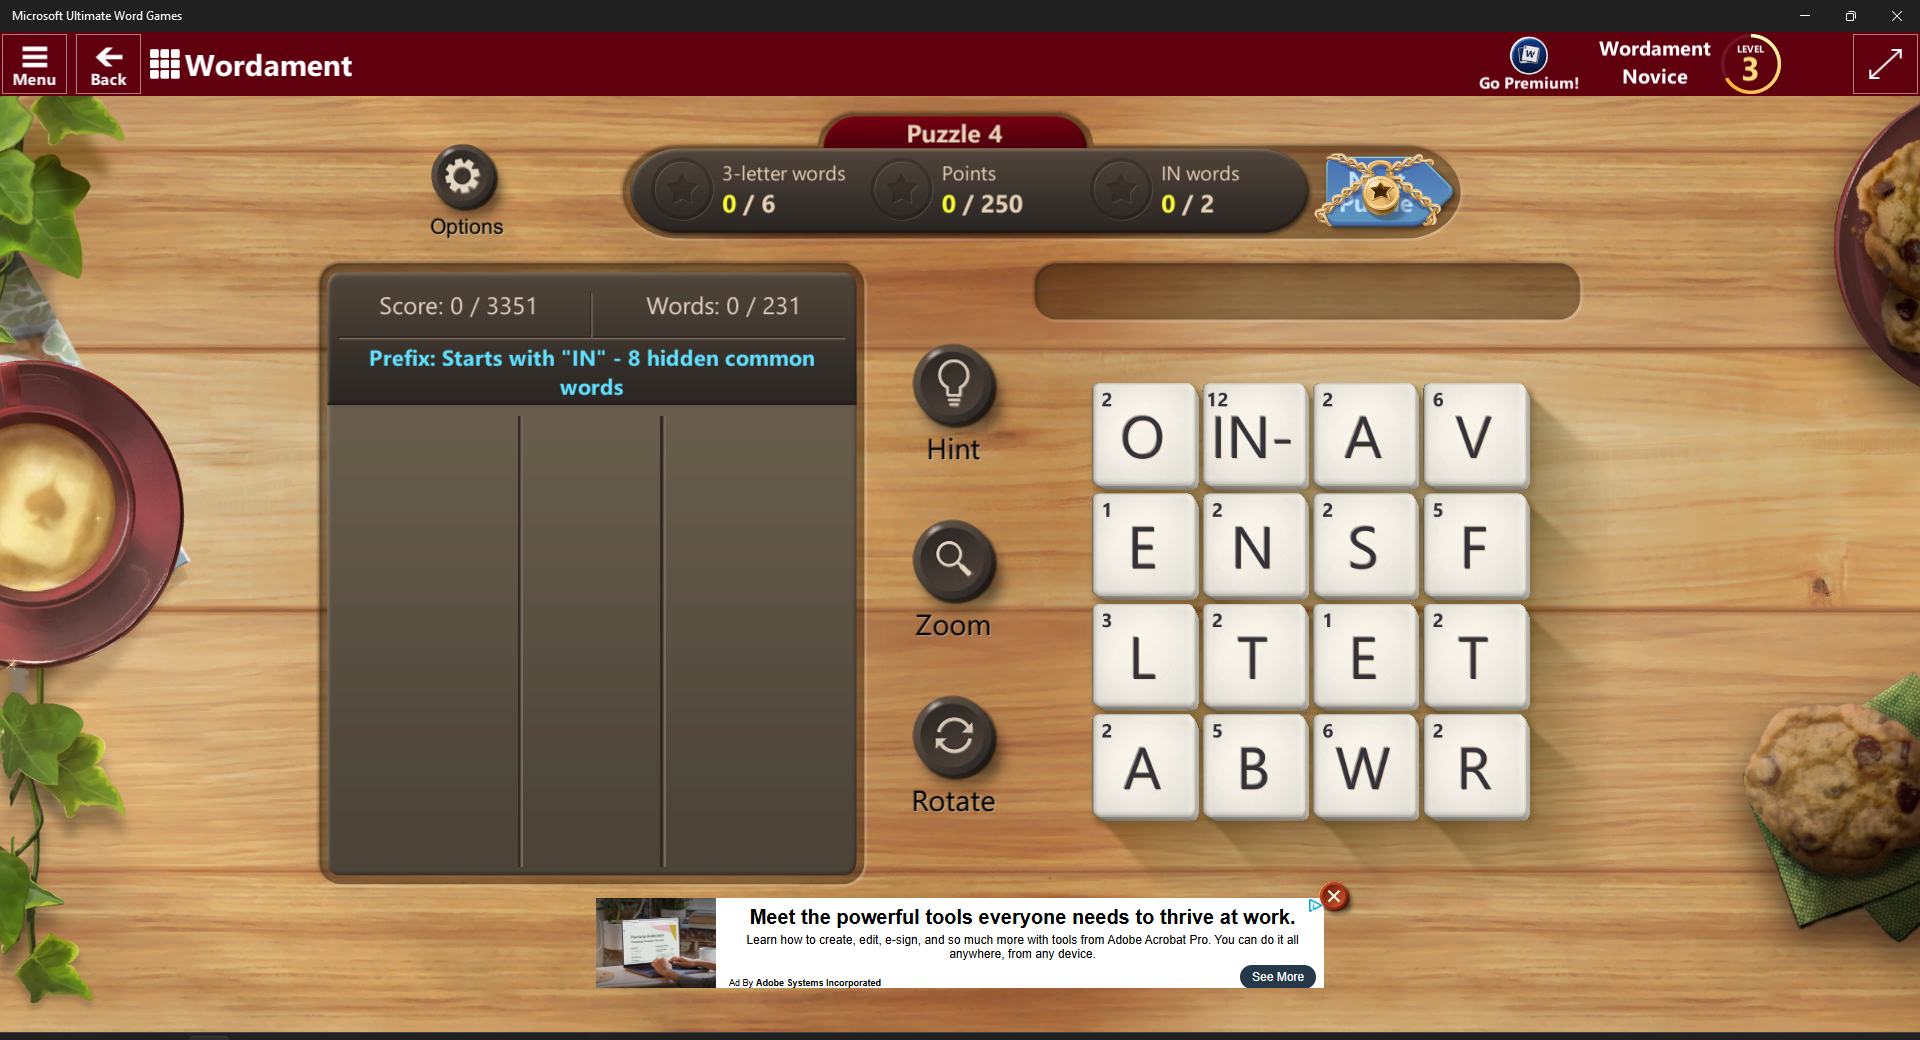 Microsoft Ultimate Word Games
Menu
Back
Wordament
W
Go Premium!
Wordament
Novice
LEVEL
3
Puzzle 4
Options
3-letter words
0 / 6
Points
0 / 250
IN words
0 / 2
Score: 0 / 3351
Words: 0 / 231
Prefix: Starts with "IN" - 8 hidden common
words
Hint
Zoom
Rotate
2 O 12 IN- 2 A 6 V
1 E 2 N 2 S 5 F
3 L 2 T 1 E 2 T
2 A 5 B 6 W 2 R
Meet the powerful tools everyone needs to thrive at work.
Learn how to create, edit, e-sign, and so much more with tools from Adobe Acrobat Pro. You can do it all
anywhere, from any device.
Ad By Adobe Systems Incorporated
See More